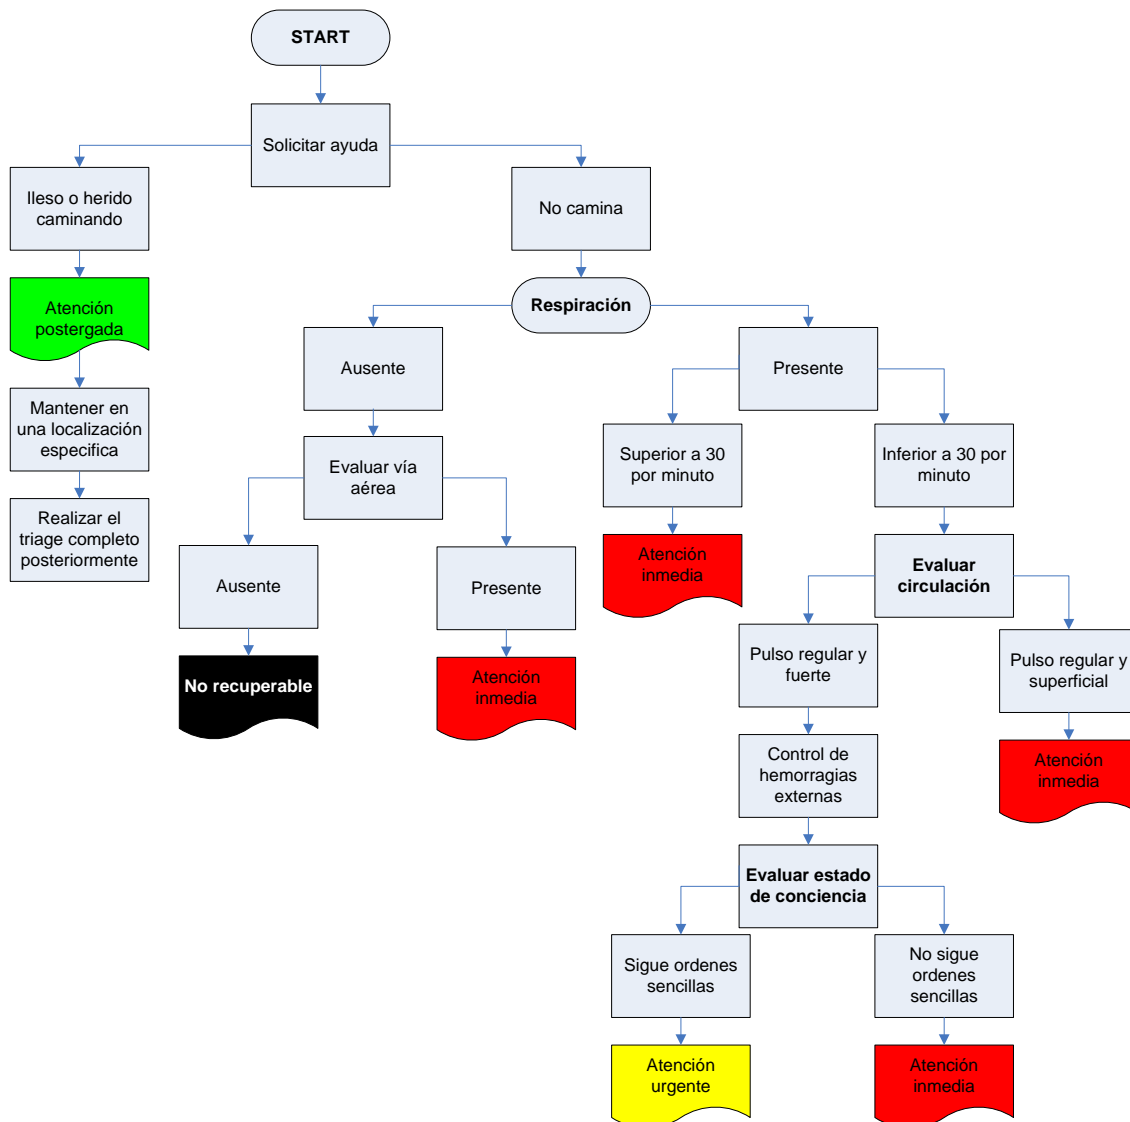 START
Solicitar ayuda
Ileso o herido
caminando
No camina
Atención
postergada
Respiración
Mantener en
una localización
especifica
Realizar el
triage completo
posteriormente
Ausente
Presente
Evaluar vía
aérea
Superior a 30
por minuto
Inferior a 30 por
minuto
Ausente
Presente
Atención
inmedia
Evaluar
circulación
No recuperable
Atención
inmedia
Pulso regular y
fuerte
Pulso regular y
superficial
Control de
hemorragias
externas
Atención
inmedia
Evaluar estado
de conciencia
Sigue ordenes
sencillas
No sigue
ordenes
sencillas
Atención
urgente
Atención
inmedia